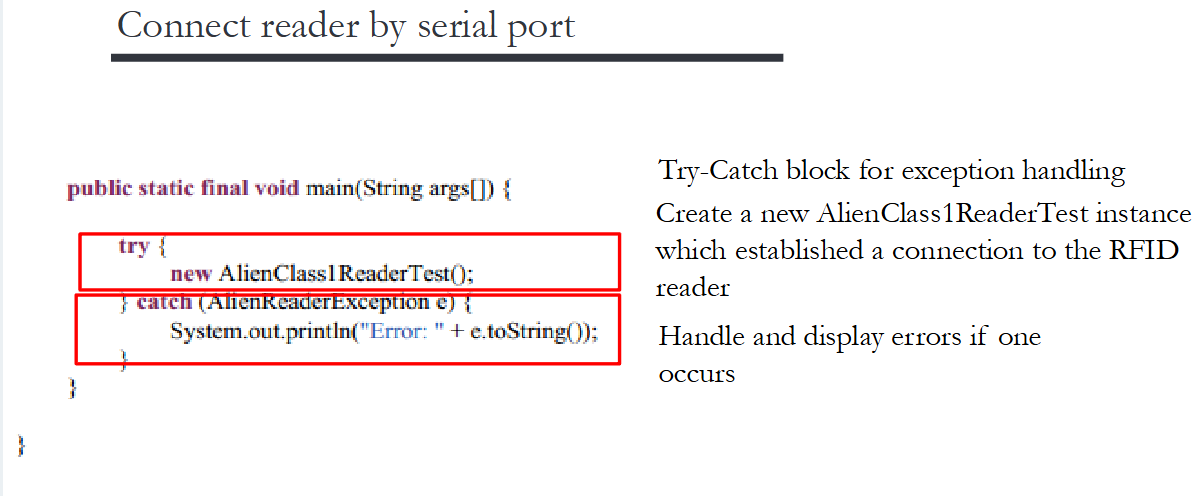 Connect reader by serial port
public static final void main(String args[]) {
try {
new AlienClass1ReaderTest();
} catch (AlienReaderException e) {
System.out.println("Error: " + e.toString());
}
}
}
Try-Catch block for exception handling
Create a new AlienClass1ReaderTest instance
which established a connection to the RFID
reader
Handle and display errors if one
occurs